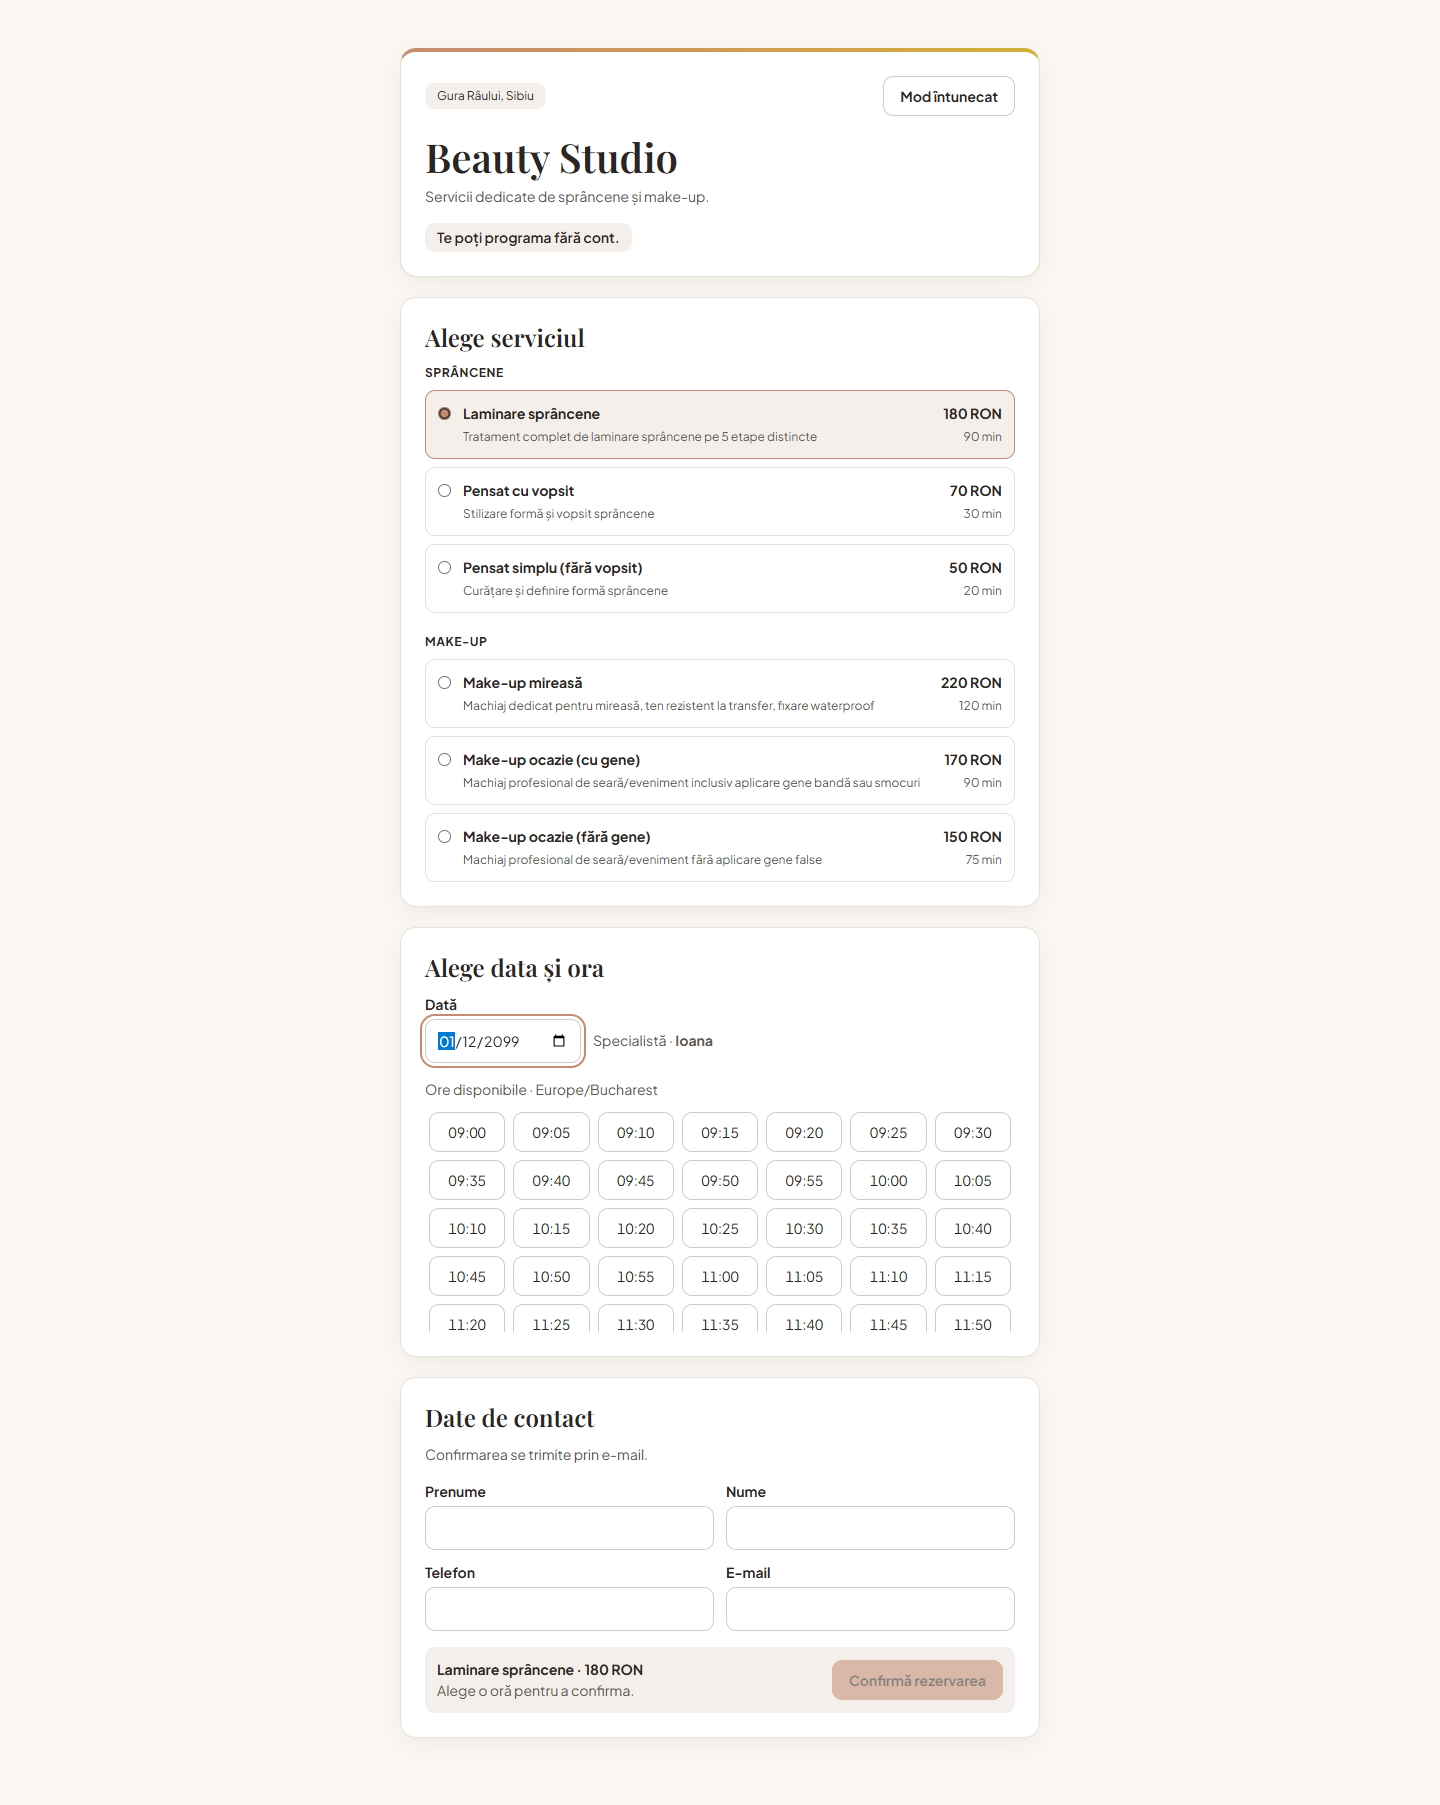 Gura Râului, Sibiu
Mod întunecat
Beauty Studio
Servicii dedicate de sprâncene și make-up.
Te poți programa fără cont.
Alege serviciul
SPRÂNCENE
Laminare sprâncene 180 RON
Tratament complet de laminare sprâncene pe 5 etape distincte 90 min
Pensat cu vopsit 70 RON
Stilizare formă și vopsit sprâncene 30 min
Pensat simplu (fără vopsit) 50 RON
Curățare și definire formă sprâncene 20 min
MAKE-UP
Make-up mireasă 220 RON
Machiaj dedicat pentru mireasă, ten rezistent la transfer, fixare waterproof 120 min
Make-up ocazie (cu gene) 170 RON
Machiaj profesional de seară/eveniment inclusiv aplicare gene bandă sau smocuri 90 min
Make-up ocazie (fără gene) 150 RON
Machiaj profesional de seară/eveniment fără aplicare gene false 75 min
Alege data și ora
Dată
01/12/2099 Specialistă · Ioana
Ore disponibile · Europe/Bucharest
09:00 09:05 09:10 09:15 09:20 09:25 09:30
09:35 09:40 09:45 09:50 09:55 10:00 10:05
10:10 10:15 10:20 10:25 10:30 10:35 10:40
10:45 10:50 10:55 11:00 11:05 11:10 11:15
11:20 11:25 11:30 11:35 11:40 11:45 11:50
Date de contact
Confirmarea se trimite prin e-mail.
Prenume Nume
Telefon E-mail
Laminare sprâncene · 180 RON
Alege o oră pentru a confirma.
Confirmă rezervarea